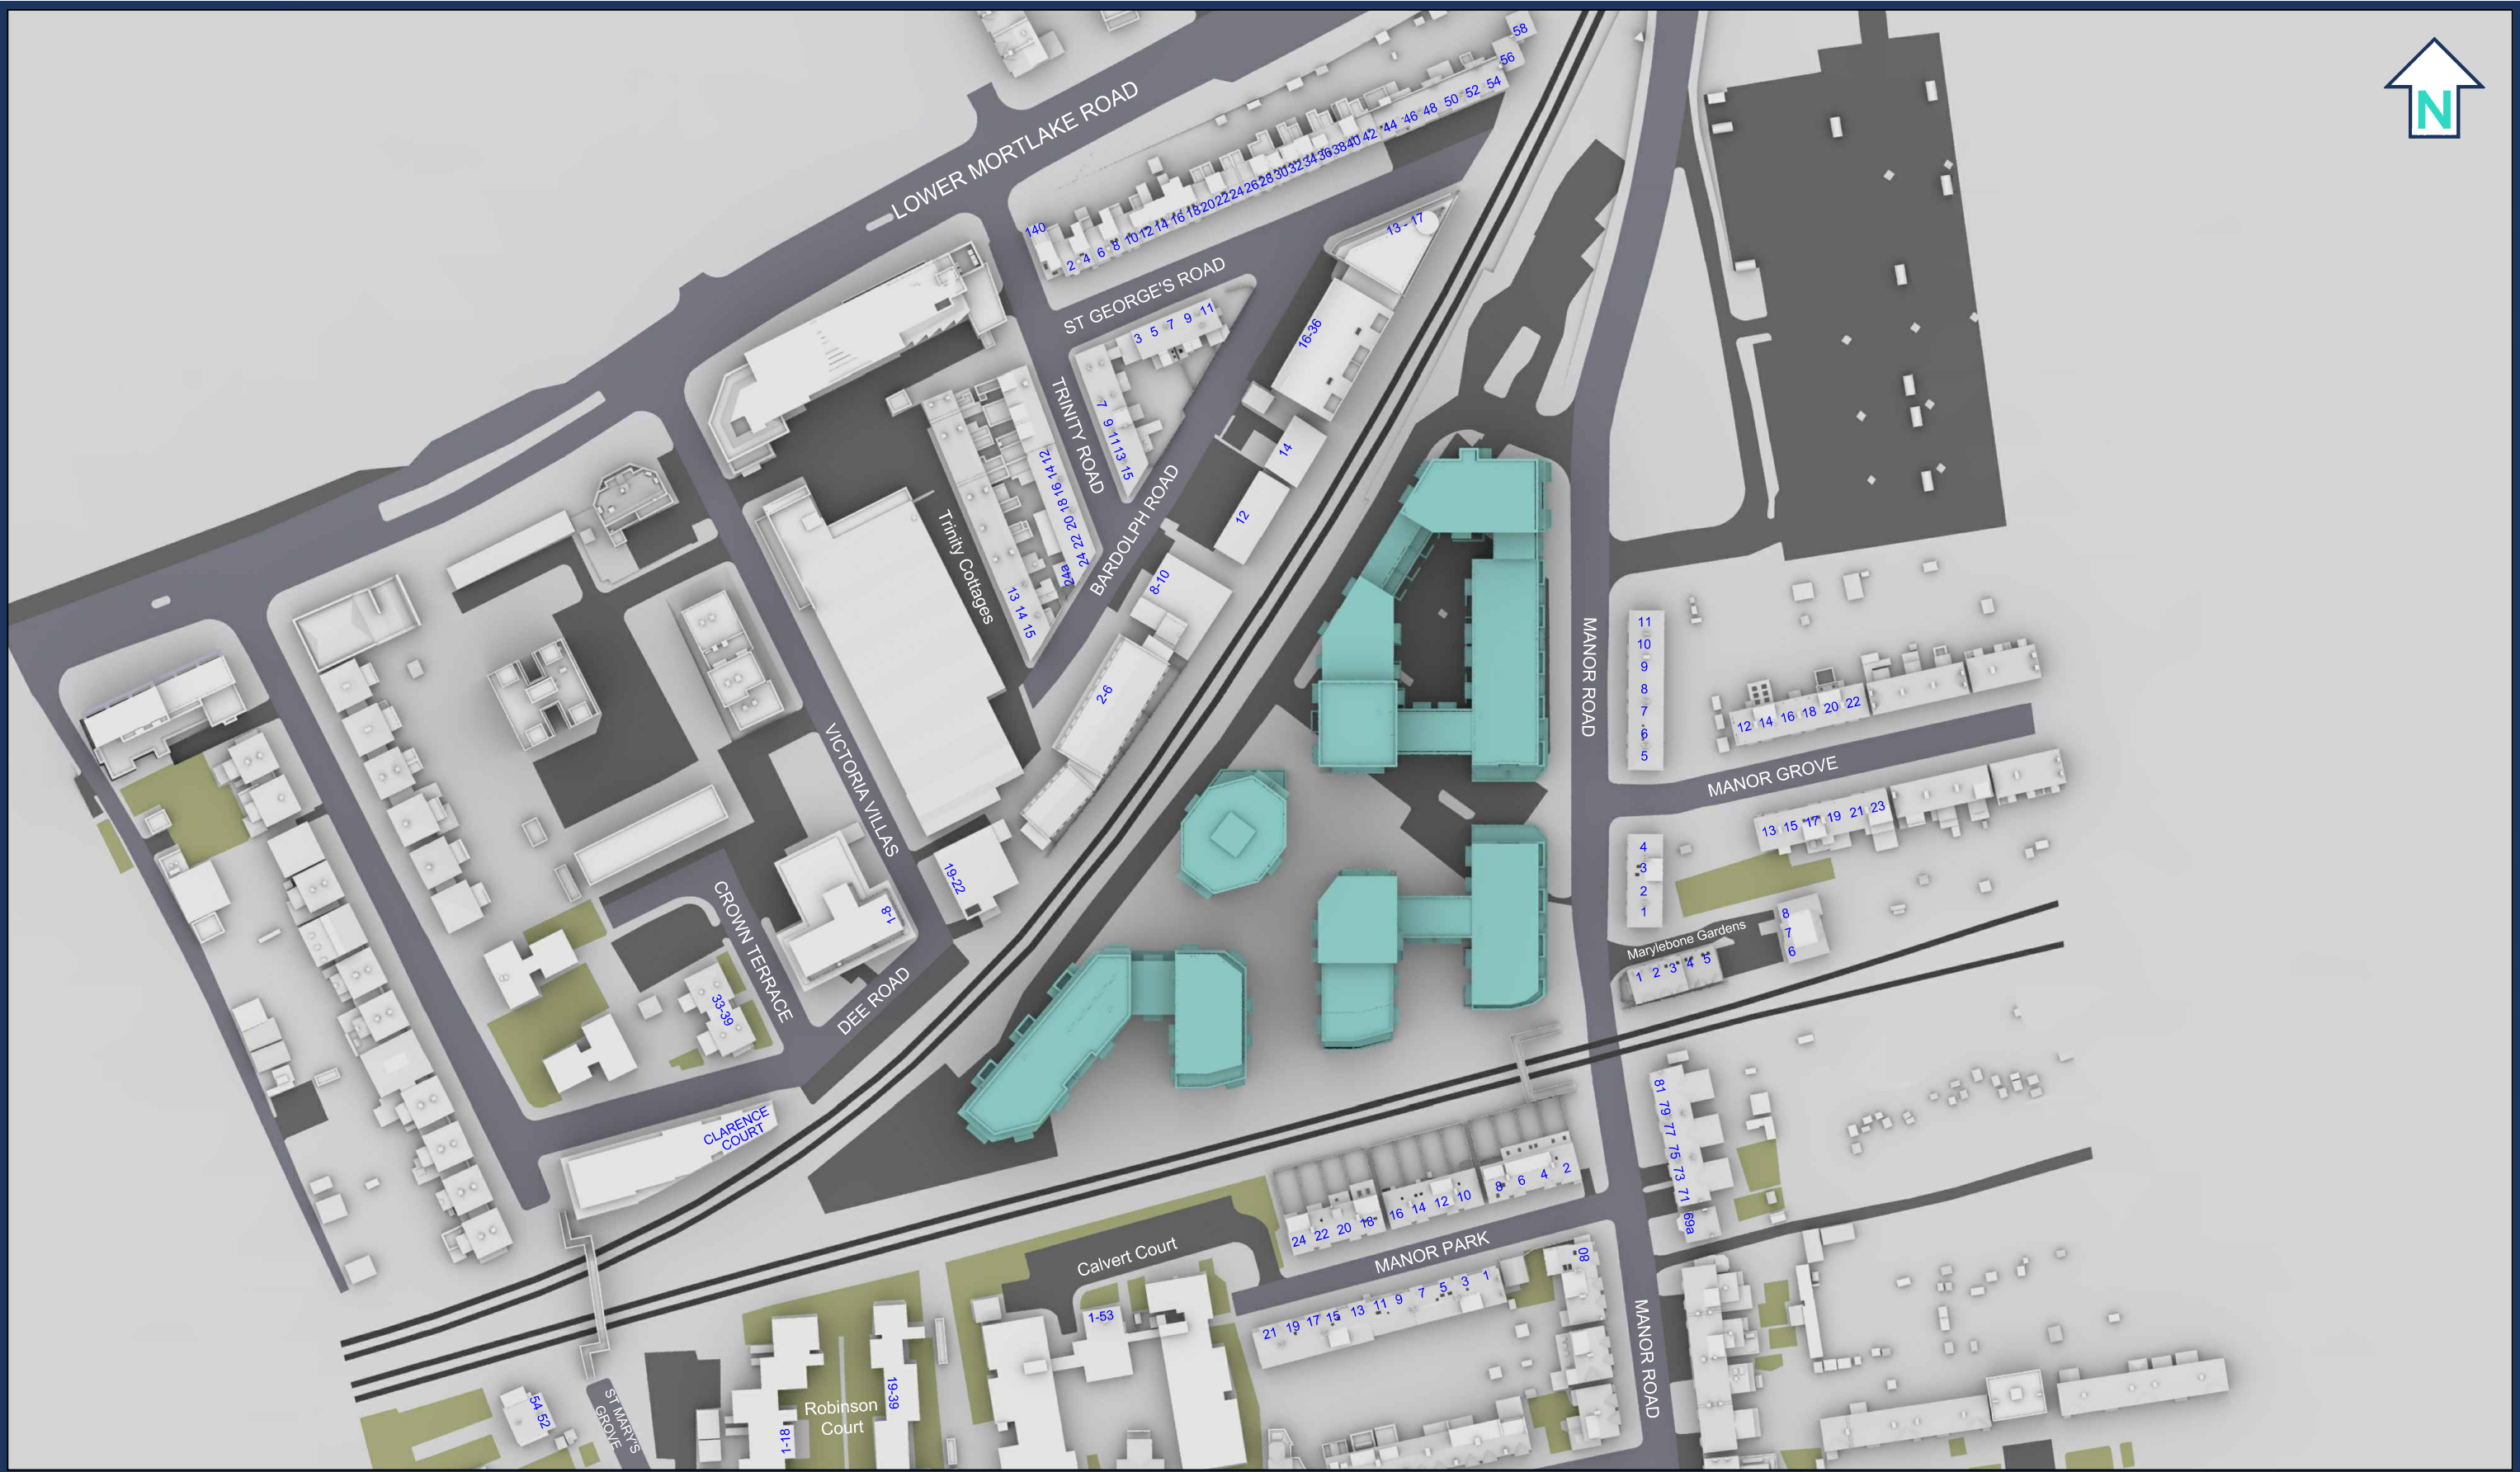 N
58
56
54
52
50
48
46
44
42
40
38
36
34
32
30
28
26
24
22
20
18
16
14
12
10
8
6
4
2
140
LOWER MORTLAKE ROAD
ST GEORGE'S ROAD
13 - 17
16-36
3 5 7 9 11
7
9
11
13
15
TRINITY ROAD
14
12
BARDOLPH ROAD
12
14
16
18
20
22
24
24a
Trinity Cottages
13
14
15
8-10
2-6
VICTORIA VILLAS
19-22
1-8
CROWN TERRACE
DEE ROAD
33-39
CLARENCE
COURT
MANOR ROAD
11
10
9
8
7
6
5
12 14 16 18 20 22
MANOR GROVE
13 15 17 19 21 23
4
3
2
1
Marylebone Gardens
8
7
6
1 2 3 4 5
81
79
77
75
73
71
69a
24 22 20 18 16 14 12 10 8 6 4 2
MANOR PARK
Calvert Court
80
21 19 17 15 13 11 9 7 5 3 1
1-53
MANOR ROAD
19-39
Robinson
Court
1-18
54 52
ST MARY'S
GROVE